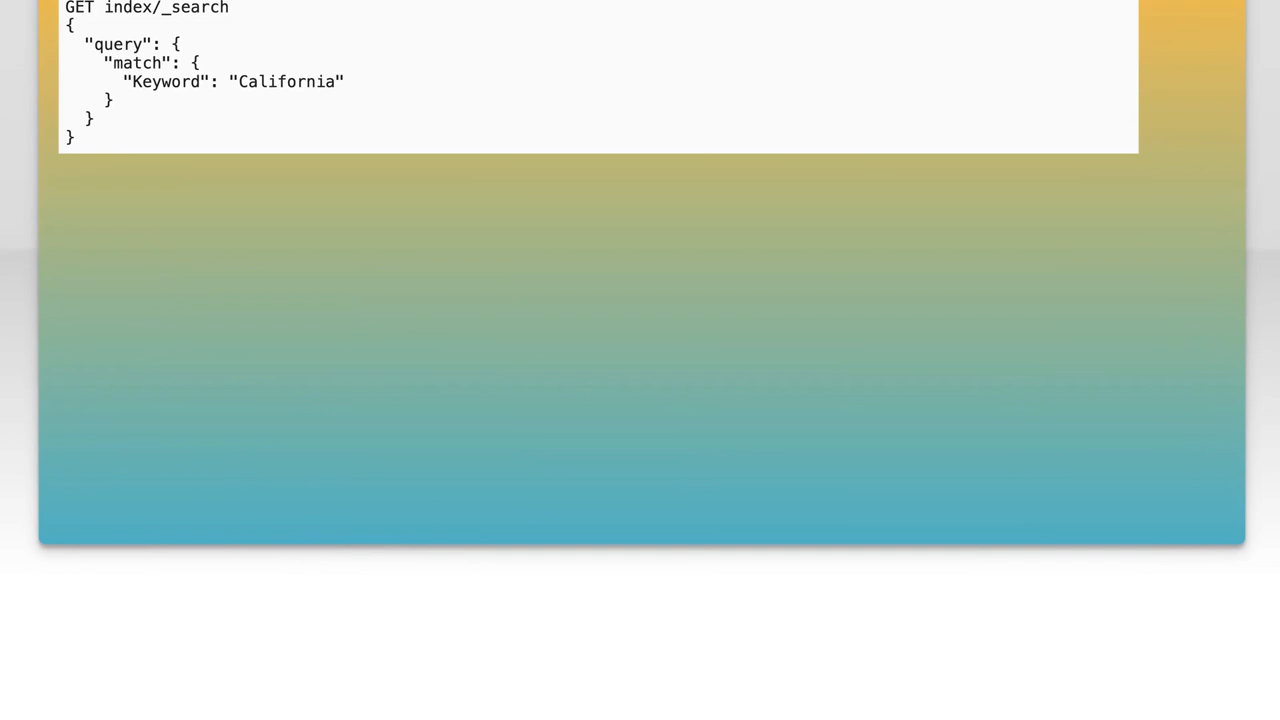 GET index/_search
{
  "query": {
    "match": {
      "Keyword": "California"
    }
  }
}